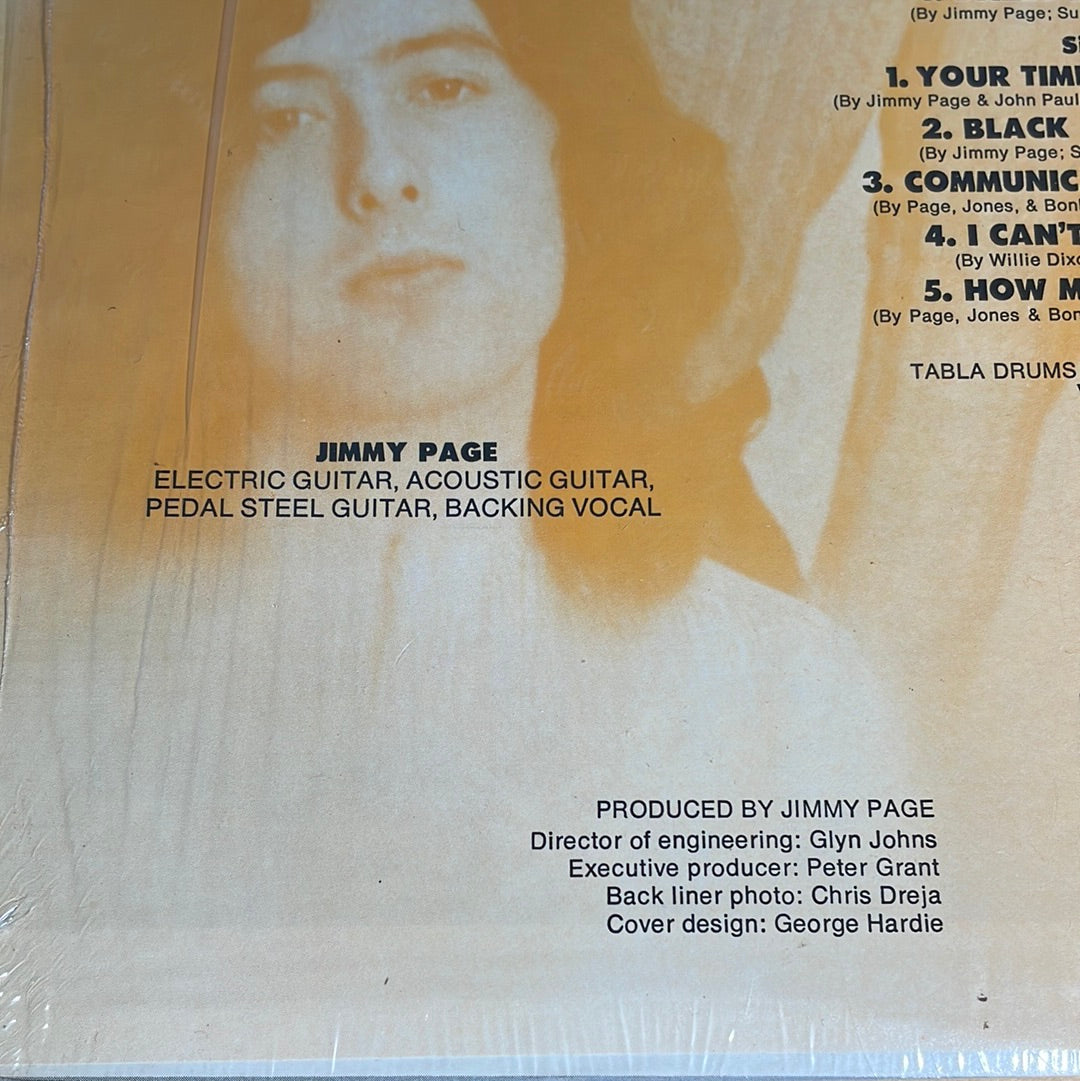 (By Jimmy Page; Su
1. YOUR TIM
(By Jimmy Page & John Paul
2. BLACK
(By Jimmy Page; S
3. COMMUNIC
(By Page, Jones, & Bon
4. I CAN'T
(By Willie Dix
5. HOW M
(By Page, Jones & Bon
TABLA DRUMS
JIMMY PAGE
ELECTRIC GUITAR, ACOUSTIC GUITAR,
PEDAL STEEL GUITAR, BACKING VOCAL
PRODUCED BY JIMMY PAGE
Director of engineering: Glyn Johns
Executive producer: Peter Grant
Back liner photo: Chris Dreja
Cover design: George Hardie